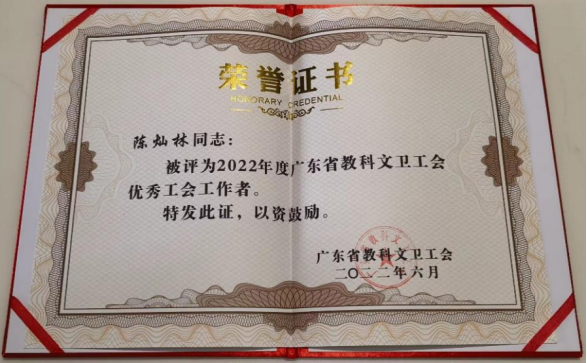 荣誉证书
HONORARY CREDENTIAL
陈灿林同志：
被评为2022年度广东省教科文卫工会
优秀工会工作者。
特发此证，以资鼓励。
广东省教科文卫工会
二〇二二年六月